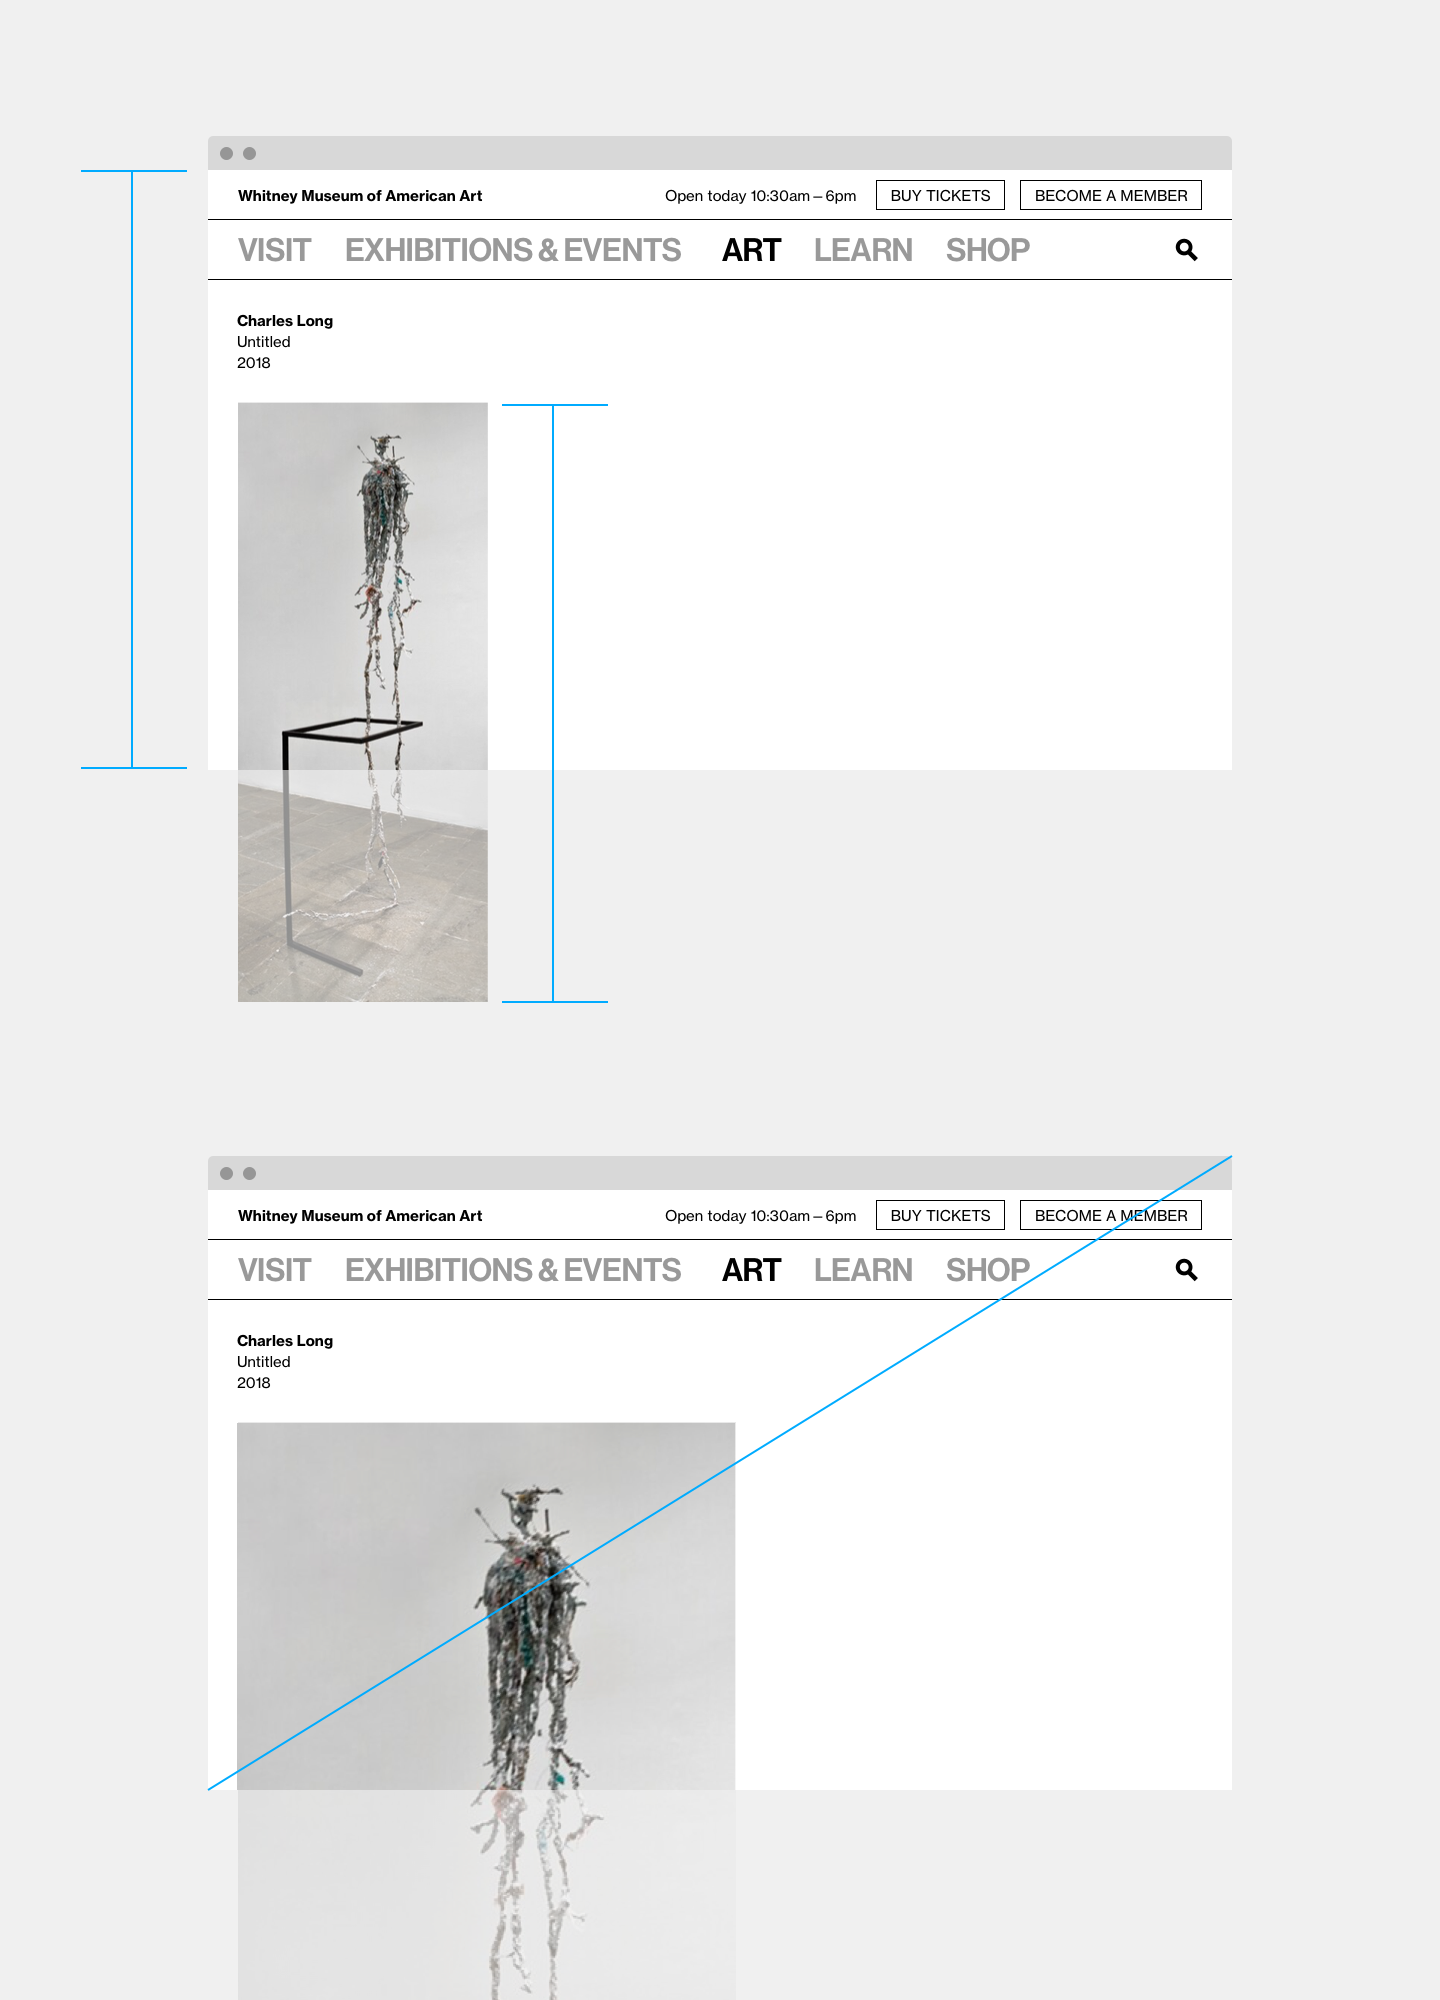 Whitney Museum of American Art Open today 10:30am – 6pm BUY TICKETS BECOME A MEMBER
VISIT EXHIBITIONS & EVENTS ART LEARN SHOP
Charles Long
Untitled
2018
Whitney Museum of American Art Open today 10:30am – 6pm BUY TICKETS BECOME A MEMBER
VISIT EXHIBITIONS & EVENTS ART LEARN SHOP
Charles Long
Untitled
2018